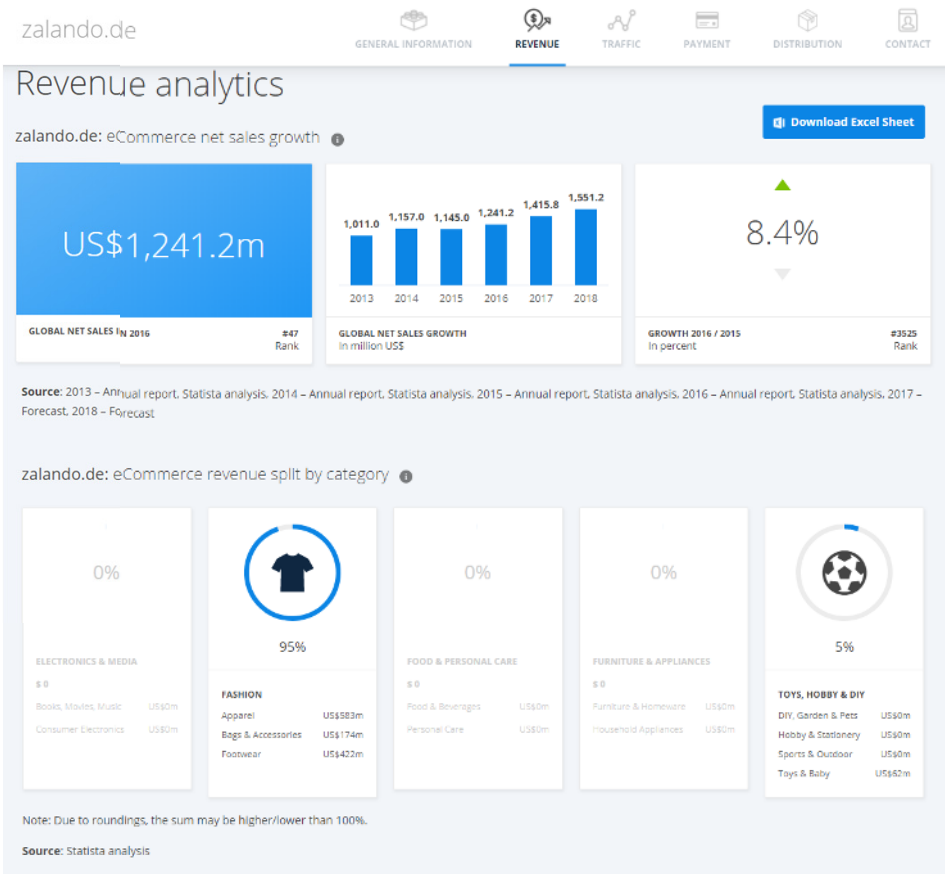 zalando.de
GENERAL INFORMATION
REVENUE
TRAFFIC
PAYMENT
DISTRIBUTION
CONTACT
Revenue analytics
zalando.de: eCommerce net sales growth
Download Excel Sheet
US$1,241.2m
GLOBAL NET SALES IN 2016
#47
Rank
1,011.0 1,157.0 1,145.0 1,241.2 1,415.8 1,551.2
2013 2014 2015 2016 2017 2018
GLOBAL NET SALES GROWTH
In million US$
8.4%
GROWTH 2016 / 2015
In percent
#3525
Rank
Source: 2013 – Annual report, Statista analysis, 2014 – Annual report, Statista analysis, 2015 – Annual report, Statista analysis, 2016 – Annual report, Statista analysis, 2017 –
Forecast, 2018 – Forecast
zalando.de: eCommerce revenue split by category
0%
ELECTRONICS & MEDIA
$ 0
Books, Movies, Music US$0m
Consumer Electronics US$0m
95%
FASHION
Apparel US$583m
Bags & Accessories US$174m
Footwear US$422m
0%
FOOD & PERSONAL CARE
$ 0
Food & Beverages US$0m
Personal Care US$0m
0%
FURNITURE & APPLIANCES
$ 0
Furniture & Homeware US$0m
Household Appliances US$0m
5%
TOYS, HOBBY & DIY
DIY, Garden & Pets US$0m
Hobby & Stationery US$0m
Sports & Outdoor US$0m
Toys & Baby US$62m
Note: Due to roundings, the sum may be higher/lower than 100%.
Source: Statista analysis